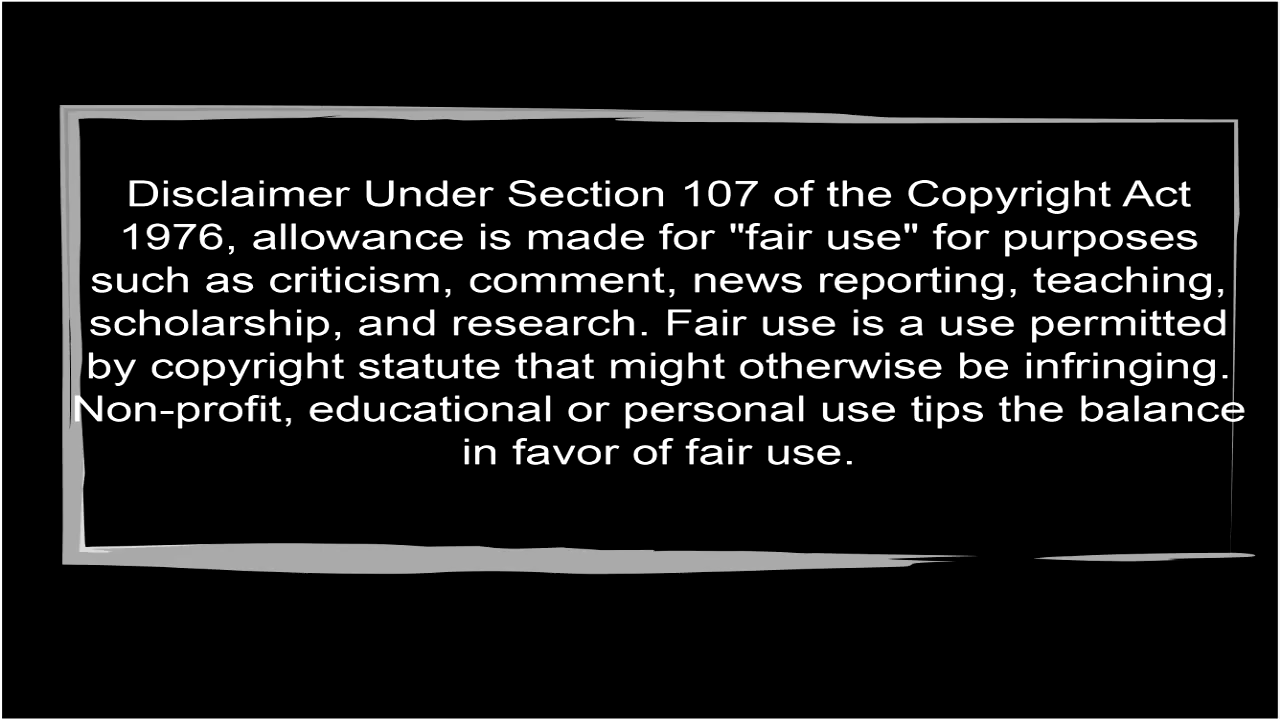 Disclaimer Under Section 107 of the Copyright Act
1976, allowance is made for "fair use" for purposes
such as criticism, comment, news reporting, teaching,
scholarship, and research. Fair use is a use permitted
by copyright statute that might otherwise be infringing.
Non-profit, educational or personal use tips the balance
in favor of fair use.